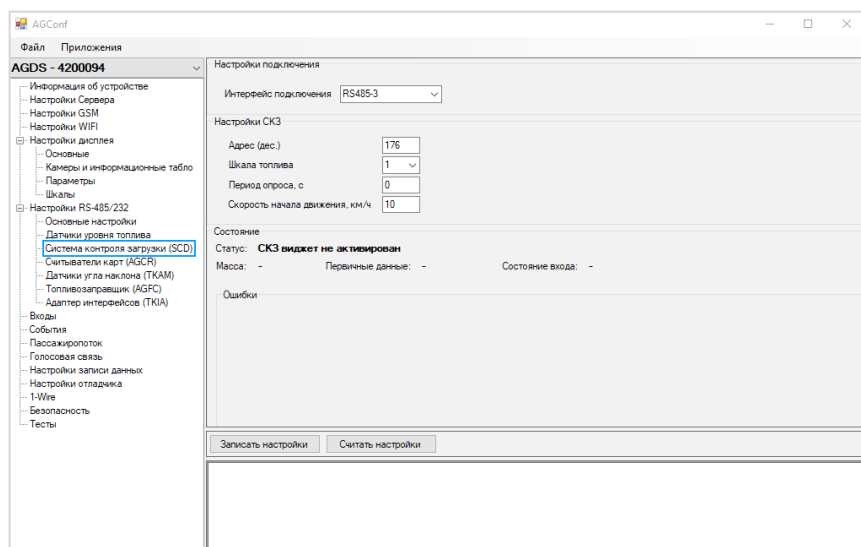 AGConf
Файл Приложения
AGDS - 4200094
Информация об устройстве
Настройки Сервера
Настройки GSM
Настройки WIFI
Настройки дисплея
Основные
Камеры и информационные табло
Параметры
Шкалы
Настройки RS-485/232
Основные настройки
Датчики уровня топлива
Система контроля загрузки (SCD)
Считыватели карт (AGCR)
Датчики угла наклона (TKAM)
Топливозаправщик (AGFC)
Адаптер интерфейсов (TKIA)
Входы
События
Пассажиропоток
Голосовая связь
Настройки записи данных
Настройки отладчика
1-Wire
Безопасность
Тесты
Настройки подключения
Интерфейс подключения RS485-3
Настройки СКЗ
Адрес (дес.) 176
Шкала топлива 1
Период опроса, с 0
Скорость начала движения, км/ч 10
Состояние
Статус: СКЗ виджет не активирован
Масса: - Первичные данные: - Состояние входа: -
Ошибки
Записать настройки Считать настройки